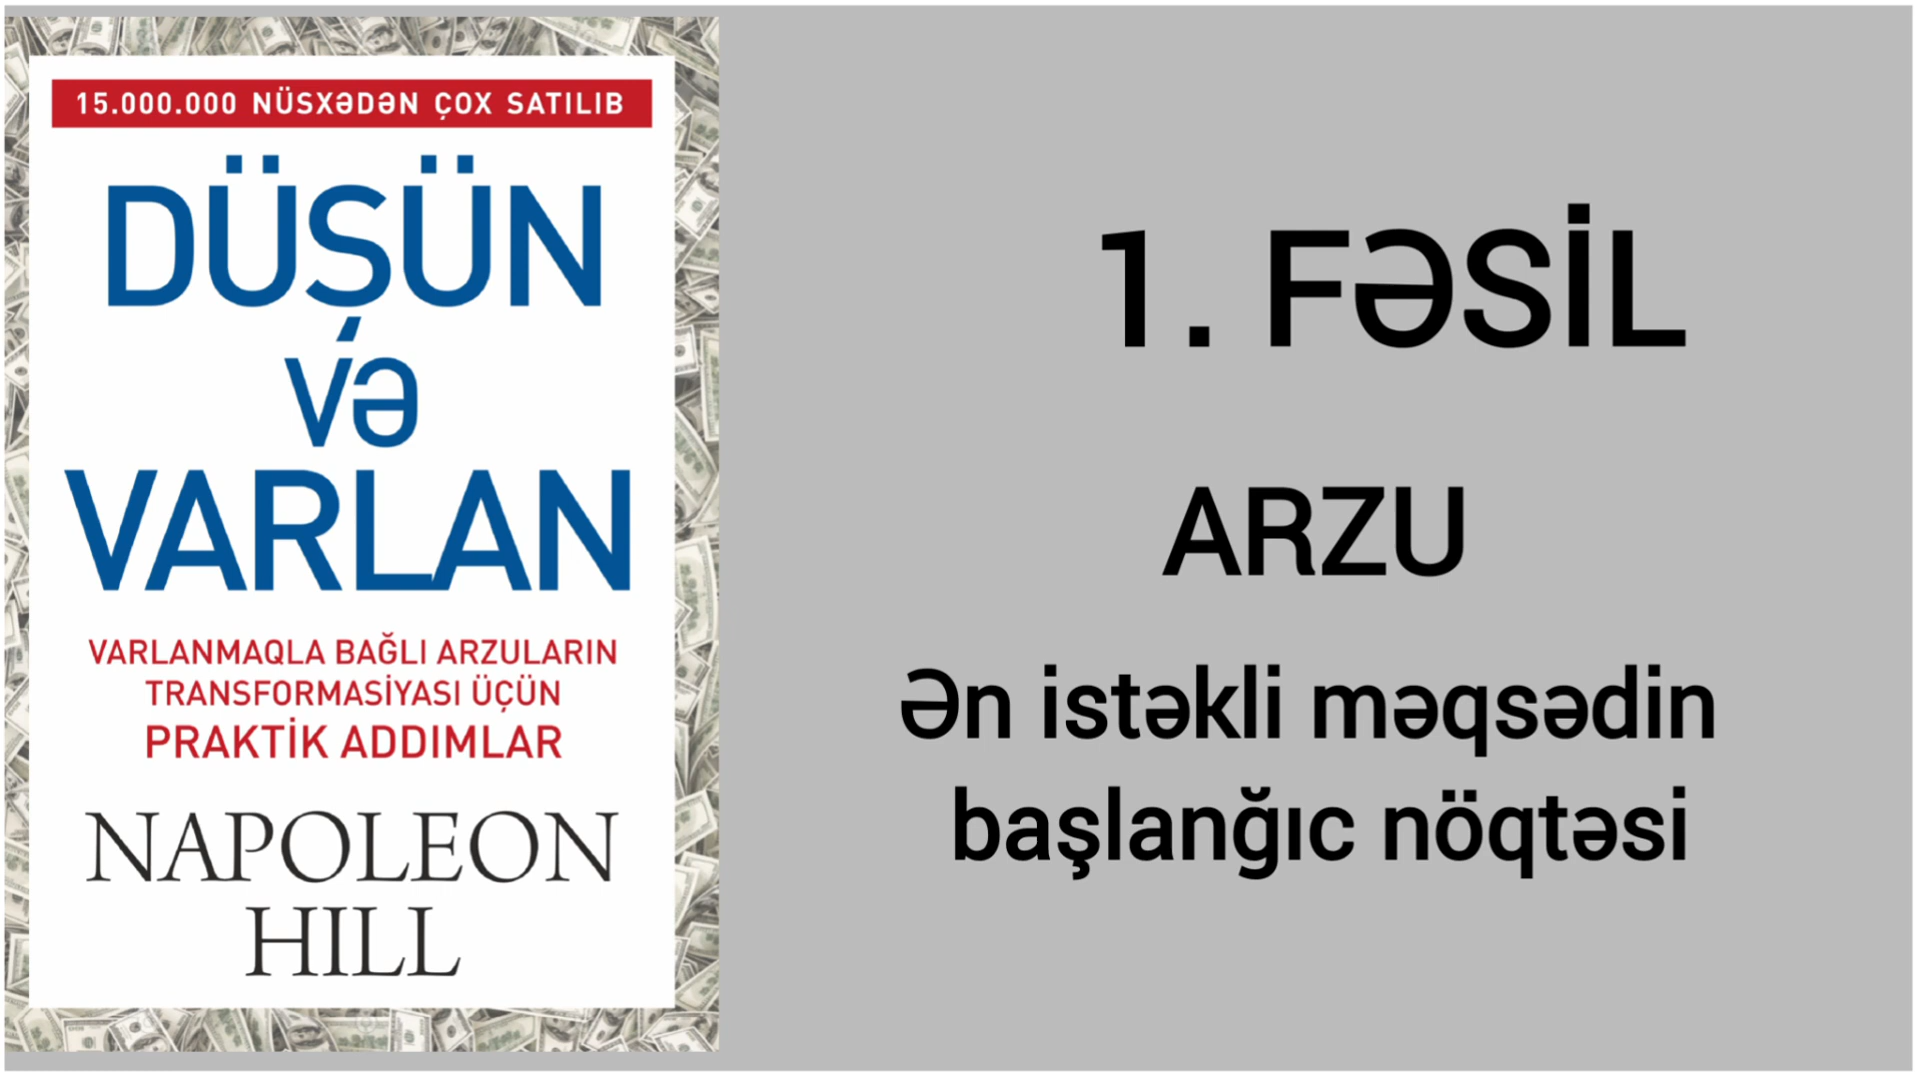 15.000.000 NÜSXƏDƏN ÇOX SATILIB
DÜŞÜN
və
VARLAN
VARLANMAQLA BAĞLI ARZULARIN
TRANSFORMASİYASI ÜÇÜN
PRAKTİK ADDIMLAR
NAPOLEON
HILL
1. FƏSİL
ARZU
Ən istəkli məqsədin
başlanğıc nöqtəsi